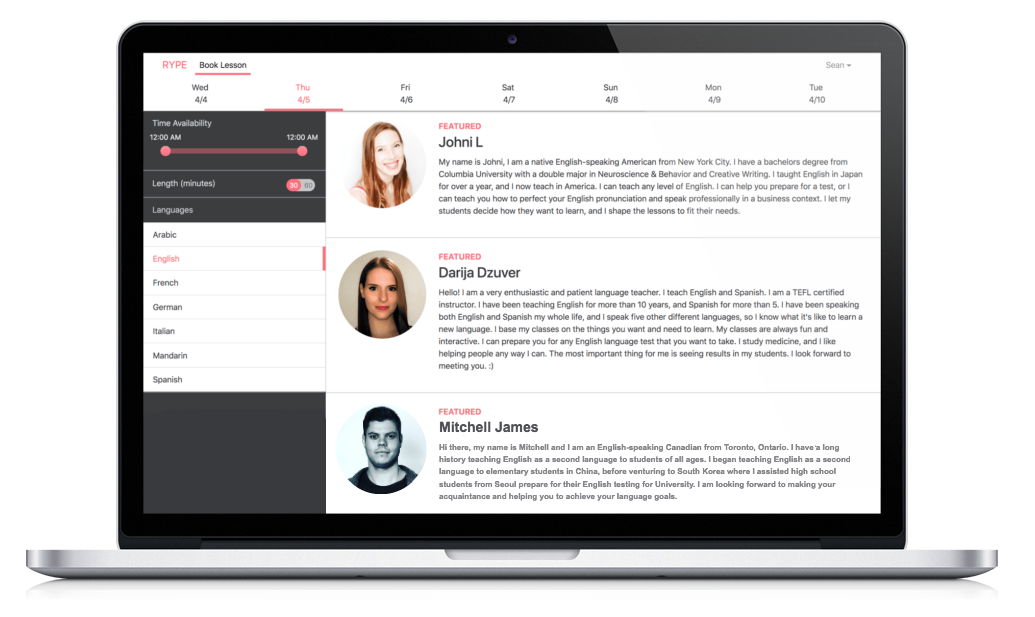 RYPE Book Lesson Sean
Wed Thu Fri Sat Sun Mon Tue
4/4 4/5 4/6 4/7 4/8 4/9 4/10
Time Availability
12:00 AM 12:00 AM
Length (minutes) 30 60
Languages
Arabic
English
French
German
Italian
Mandarin
Spanish
FEATURED
Johni L
My name is Johni, I am a native English-speaking American from New York City. I have a bachelors degree from
Columbia University with a double major in Neuroscience & Behavior and Creative Writing. I taught English in Japan
for over a year, and I now teach in America. I can teach any level of English. I can help you prepare for a test, or I
can teach you how to perfect your English pronunciation and speak professionally in a business context. I let my
students decide how they want to learn, and I shape the lessons to fit their needs.
FEATURED
Darija Dzuver
Hello! I am a very enthusiastic and patient language teacher. I teach English and Spanish. I am a TEFL certified
instructor. I have been teaching English for more than 10 years, and Spanish for more than 5. I have been speaking
both English and Spanish my whole life, and I speak five other different languages, so I know what it's like to learn a
new language. I base my classes on the things you want and need to learn. My classes are always fun and
interactive. I can prepare you for any English language test that you want to take. I study medicine, and I like
helping people any way I can. The most important thing for me is seeing results in my students. I look forward to
meeting you. :)
FEATURED
Mitchell James
Hi there, my name is Mitchell and I am an English-speaking Canadian from Toronto, Ontario. I have a long
history teaching English as a second language to students of all ages. I began teaching English as a second
language to elementary students in China, before venturing to South Korea where I assisted high school
students from Seoul prepare for their English testing for University. I am looking forward to making your
acquaintance and helping you to achieve your language goals.